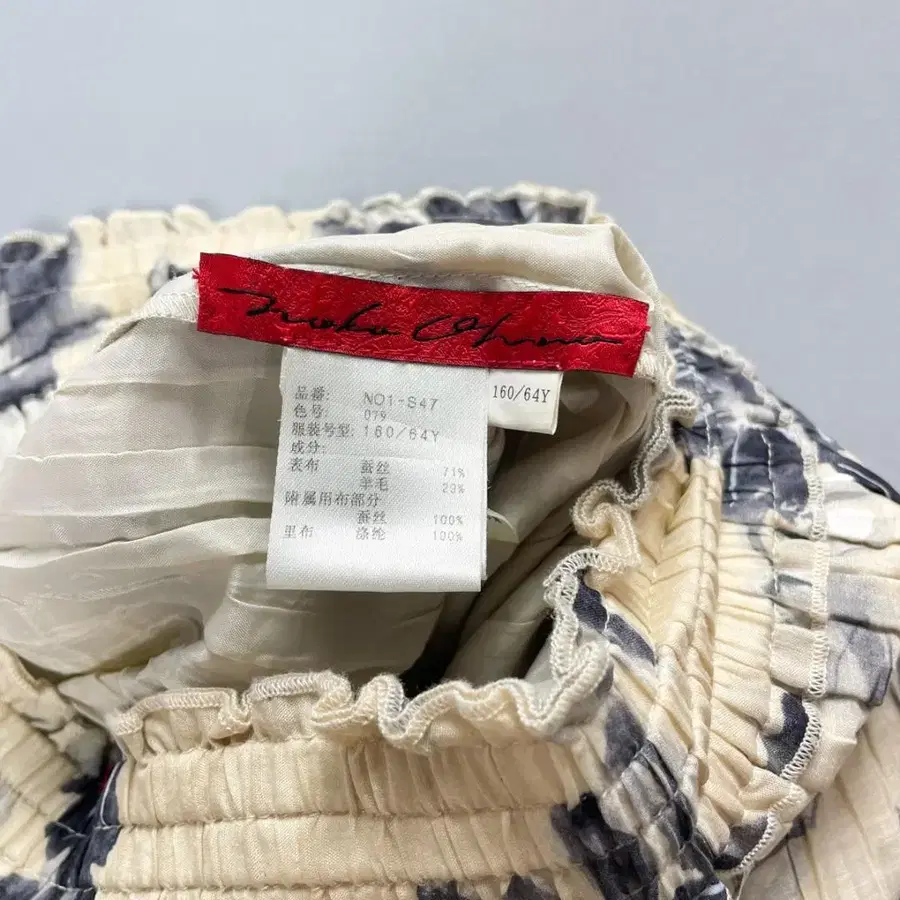 160/64Y
品番: NO1-S47
色号: 079
服装号型: 160/64Y
成分:
表布 蚕丝 71%
羊毛 29%
附属用布部分
蚕丝 100%
里布 涤纶 100%